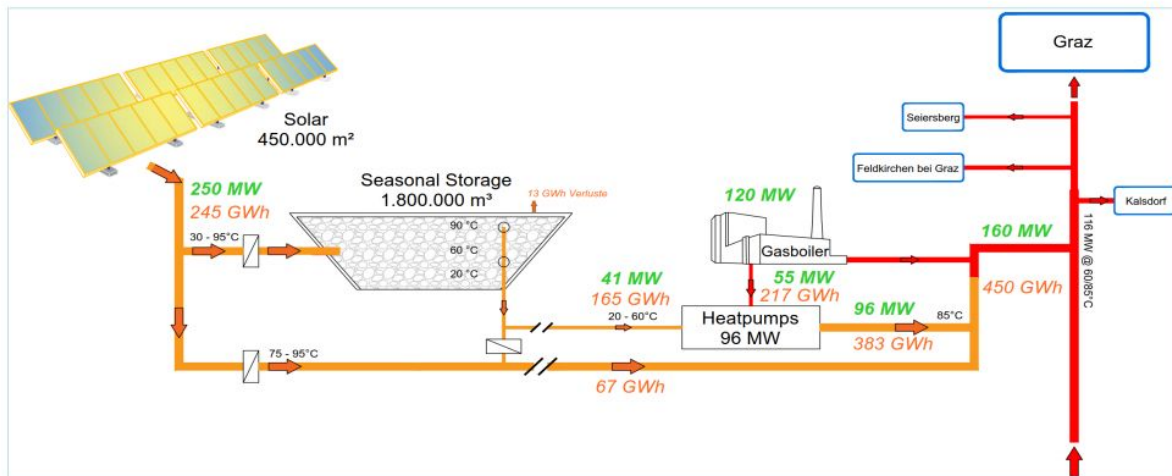 Graz
Seiersberg
Feldkirchen bei Graz
Kalsdorf
116 MW @ 60/85°C
Solar
450.000 m²
250 MW
245 GWh
30 - 95°C
75 - 95°C
Seasonal Storage
1.800.000 m³
13 GWh Verluste
90 °C
60 °C
20 °C
120 MW
Gasboiler
160 MW
450 GWh
41 MW
165 GWh
20 - 60°C
55 MW
217 GWh
Heatpumps
96 MW
96 MW
383 GWh
85°C
67 GWh